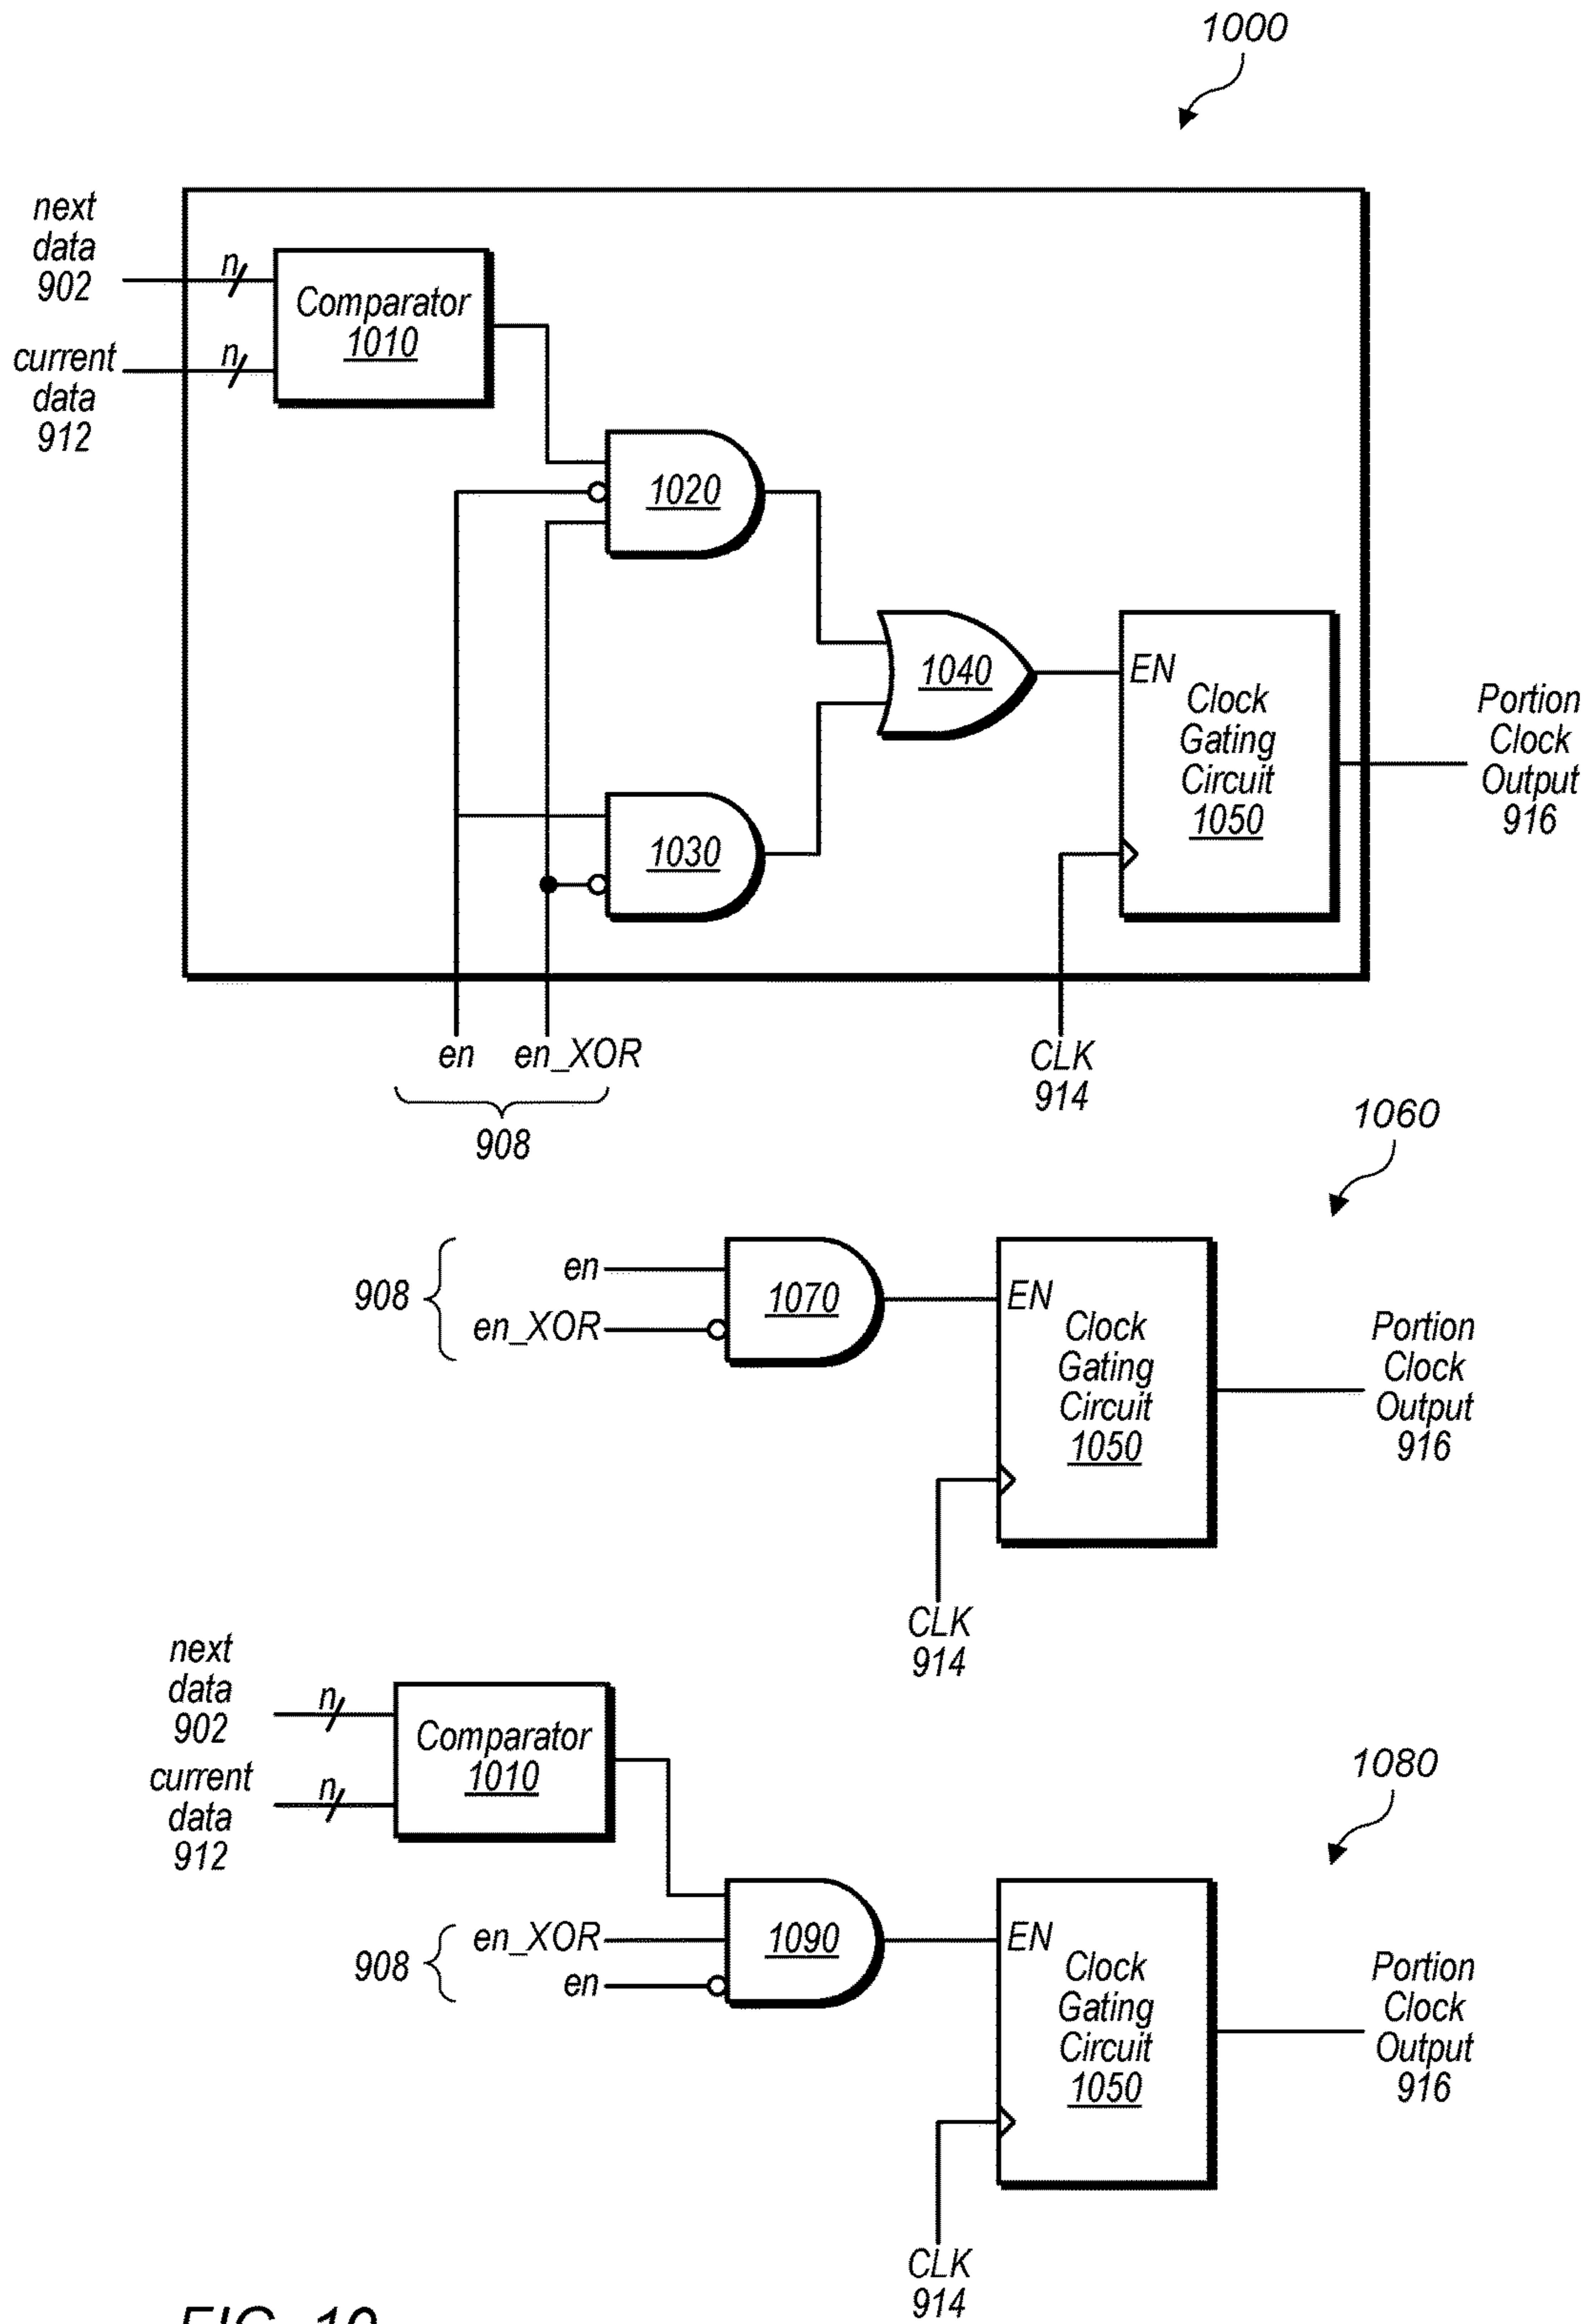 1000
next
data
902
n
current
data
912
n
Comparator
1010
1020
1030
1040
EN
Clock
Gating
Circuit
1050
Portion
Clock
Output
916
en
en_XOR
908
CLK
914
1060
908
en
en_XOR
1070
EN
Clock
Gating
Circuit
1050
Portion
Clock
Output
916
CLK
914
next
data
902
n
current
data
912
n
Comparator
1010
1080
908
en_XOR
en
1090
EN
Clock
Gating
Circuit
1050
Portion
Clock
Output
916
CLK
914
FIG. 10